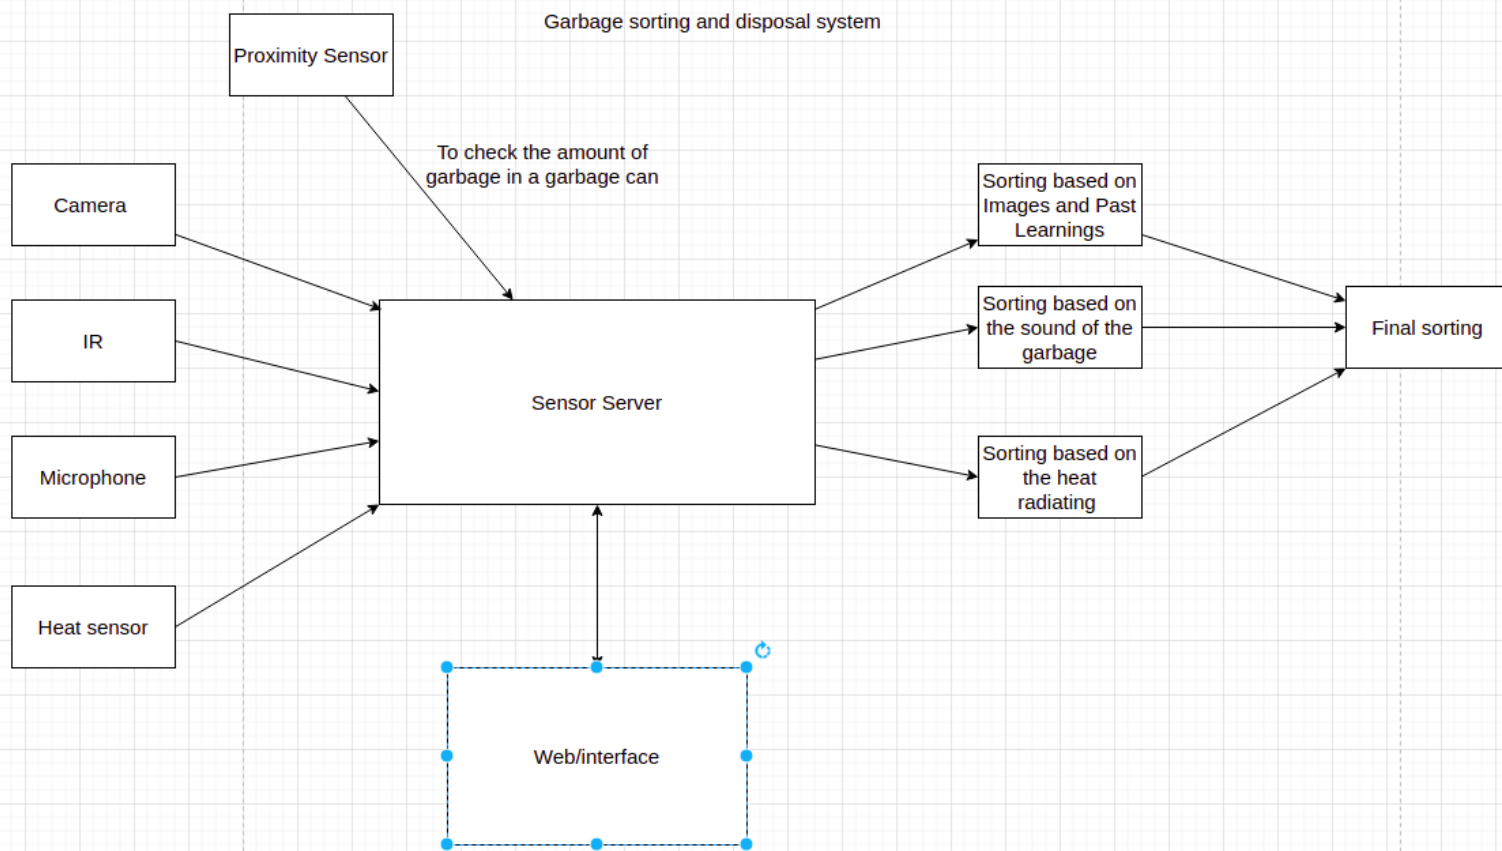 Garbage sorting and disposal system
Proximity Sensor
To check the amount of
garbage in a garbage can
Camera
IR
Microphone
Heat sensor
Sensor Server
Web/interface
Sorting based on
Images and Past
Learnings
Sorting based on
the sound of the
garbage
Sorting based on
the heat
radiating
Final sorting